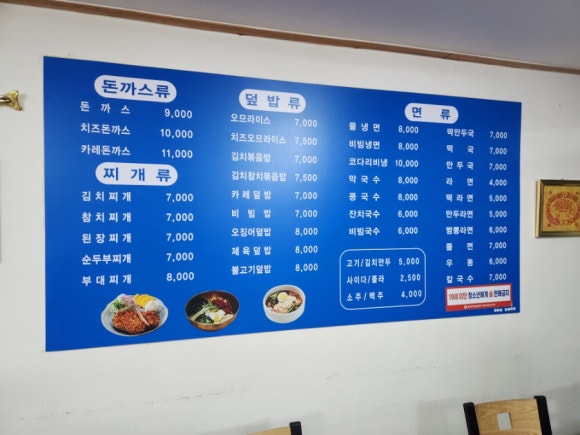 돈까스류
돈 까 스 9,000
치즈돈까스 10,000
카레돈까스 11,000
찌 개 류
김 치 찌 개 7,000
참 치 찌 개 7,000
된 장 찌 개 7,000
순두부찌개 7,000
부 대 찌 개 8,000
덮 밥 류
오므라이스 7,000
치즈오므라이스 7,500
김치볶음밥 7,000
김치참치볶음밥 7,500
카 레 덮 밥 7,000
비 빔 밥 7,000
오징어덮밥 8,000
제 육 덮 밥 8,000
불고기덮밥 8,000
면 류
물 냉 면 8,000
비빔냉면 8,000
코다리비냉 10,000
막 국 수 8,000
콩 국 수 8,000
잔치국수 6,000
비빔국수 6,000
고기/김치만두 5,000
사이다/콜라 2,500
소 주 / 맥 주 4,000
떡만두국 7,000
떡 국 7,000
만 두 국 7,000
라 면 4,000
떡 라 면 5,000
만두라면 5,000
짬뽕라면 6,000
쫄 면 7,000
우 동 6,000
칼 국 수 7,000
19세 미만 청소년에게 술 판매금지